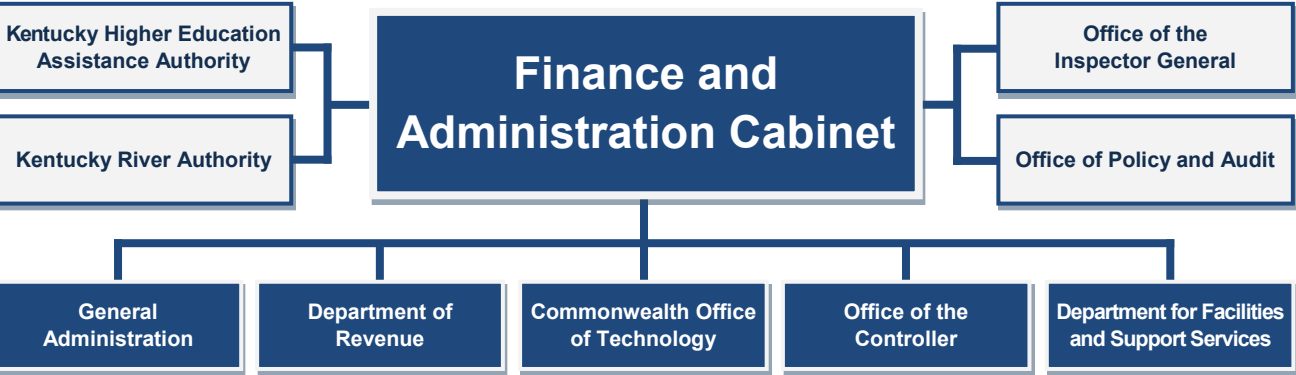 Kentucky Higher Education
Assistance Authority
Kentucky River Authority
Finance and
Administration Cabinet
Office of the
Inspector General
Office of Policy and Audit
General
Administration
Department of
Revenue
Commonwealth Office
of Technology
Office of the
Controller
Department for Facilities
and Support Services